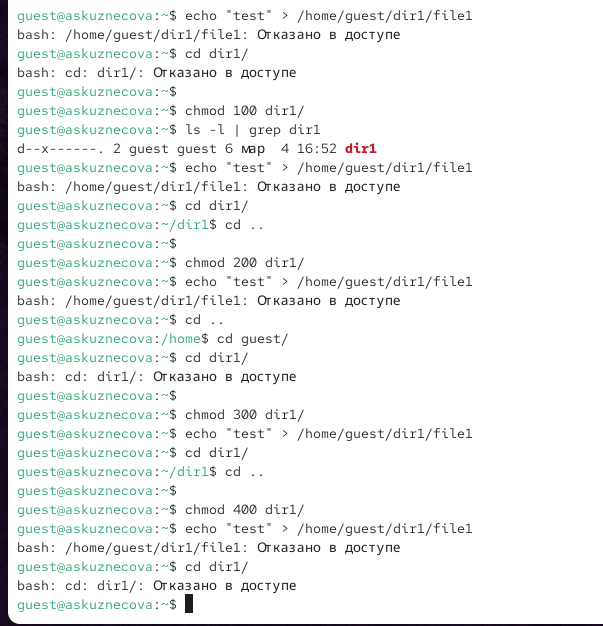 guest@askuznecova:~$ echo "test" > /home/guest/dir1/file1
bash: /home/guest/dir1/file1: Отказано в доступе
guest@askuznecova:~$ cd dir1/
bash: cd: dir1/: Отказано в доступе
guest@askuznecova:~$
guest@askuznecova:~$ chmod 100 dir1/
guest@askuznecova:~$ ls -l | grep dir1
d--x------. 2 guest guest 6 мар  4 16:52 dir1
guest@askuznecova:~$ echo "test" > /home/guest/dir1/file1
bash: /home/guest/dir1/file1: Отказано в доступе
guest@askuznecova:~$ cd dir1/
guest@askuznecova:~/dir1$ cd ..
guest@askuznecova:~$
guest@askuznecova:~$ chmod 200 dir1/
guest@askuznecova:~$ echo "test" > /home/guest/dir1/file1
bash: /home/guest/dir1/file1: Отказано в доступе
guest@askuznecova:~$ cd ..
guest@askuznecova:/home$ cd guest/
guest@askuznecova:~$ cd dir1/
bash: cd: dir1/: Отказано в доступе
guest@askuznecova:~$
guest@askuznecova:~$ chmod 300 dir1/
guest@askuznecova:~$ echo "test" > /home/guest/dir1/file1
guest@askuznecova:~$ cd dir1/
guest@askuznecova:~/dir1$ cd ..
guest@askuznecova:~$
guest@askuznecova:~$ chmod 400 dir1/
guest@askuznecova:~$ echo "test" > /home/guest/dir1/file1
bash: /home/guest/dir1/file1: Отказано в доступе
guest@askuznecova:~$ cd dir1/
bash: cd: dir1/: Отказано в доступе
guest@askuznecova:~$